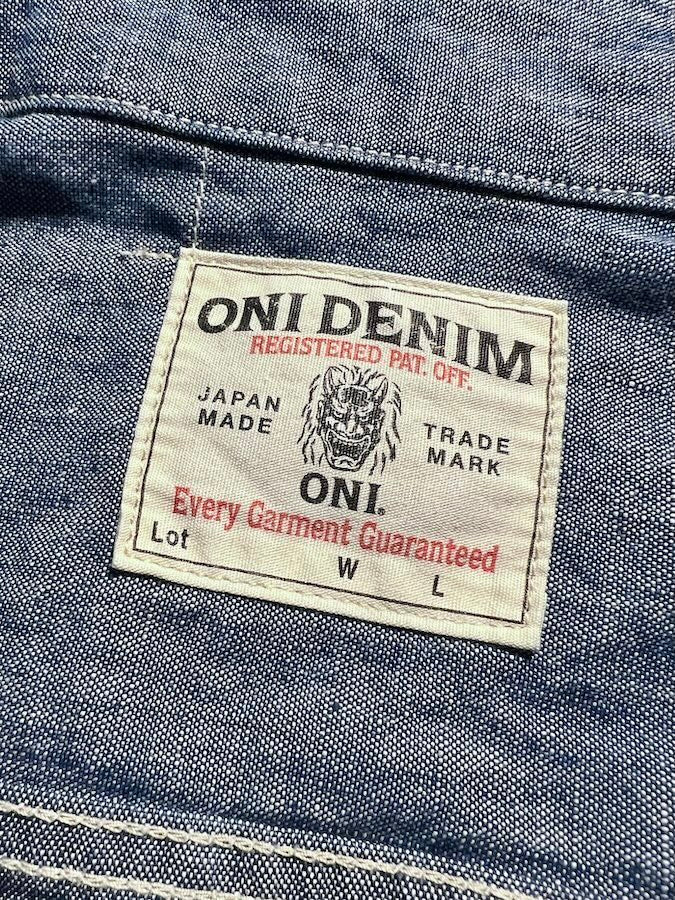 ONI DENIM
REGISTERED PAT. OFF.
JAPAN
MADE
TRADE
MARK
ONI.
Every Garment Guaranteed
Lot
W
L